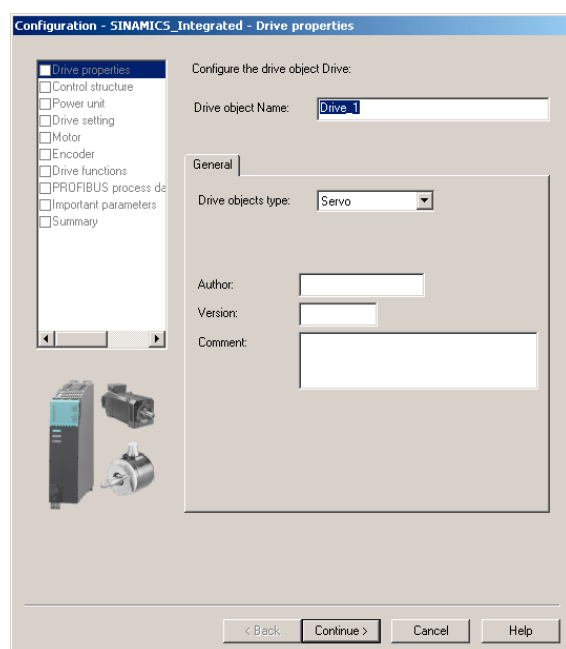 Configuration - SINAMICS_Integrated - Drive properties
Drive properties
Control structure
Power unit
Drive setting
Motor
Encoder
Drive functions
PROFIBUS process da
Important parameters
Summary
Configure the drive object Drive:
Drive object Name: Drive_1
General
Drive objects type: Servo
Author:
Version:
Comment:
< Back Continue > Cancel Help